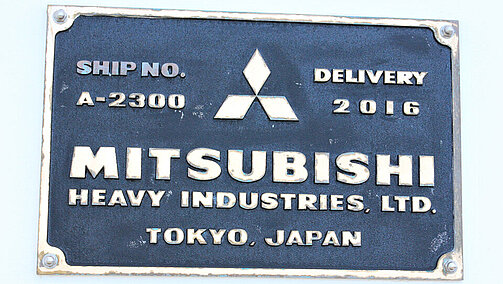 SHIP NO.
DELIVERY
A-2300
2016
MITSUBISHI
HEAVY INDUSTRIES, LTD.
TOKYO, JAPAN